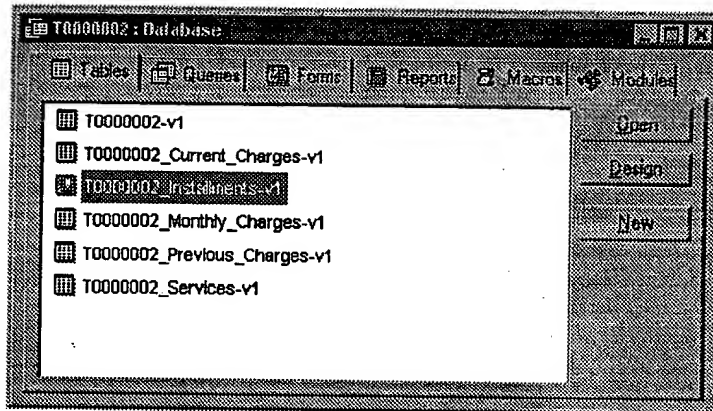 T0000002 : Database
Tables Queries Forms Reports Macros Modules
T0000002-v1
T0000002_Current_Charges-v1
T0000002_Installments-v1
T0000002_Monthly_Charges-v1
T0000002_Previous_Charges-v1
T0000002_Services-v1
Open
Design
New